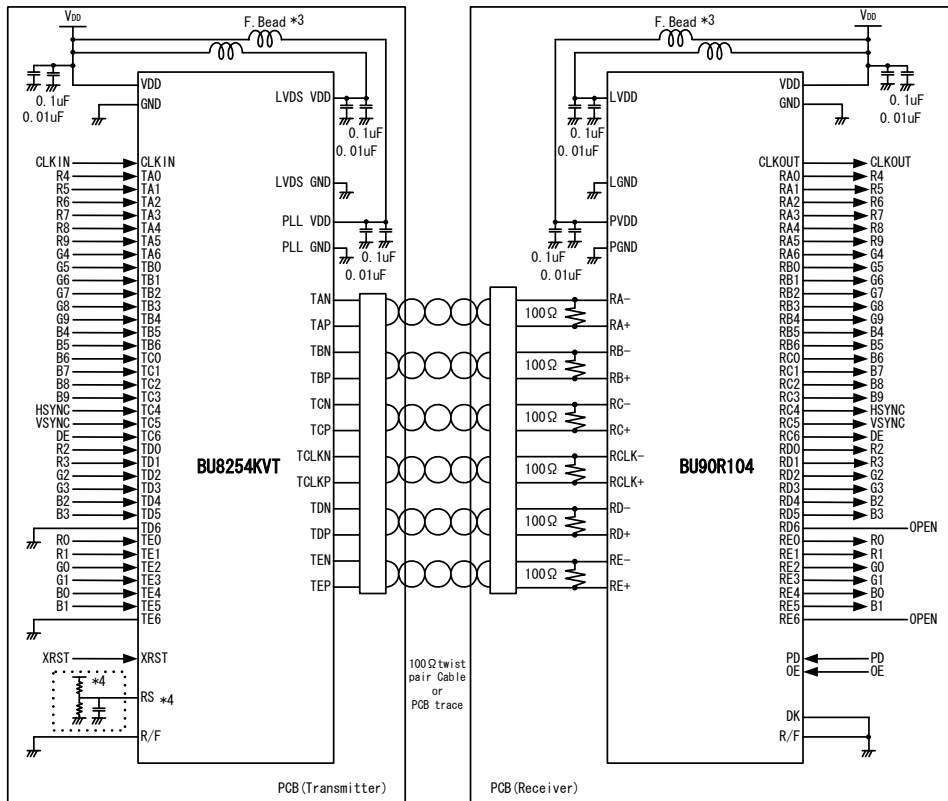 VDD
F. Bead *3
VDD
GND
0.1uF
0.01uF
LVDS VDD
0.1uF
0.01uF
LVDS GND
PLL VDD
PLL GND
0.1uF
0.01uF
CLKIN CLKIN
R4 TA0
R5 TA1
R6 TA2
R7 TA3
R8 TA4
R9 TA5
G4 TA6
G5 TB0
G6 TB1
G7 TB2
G8 TB3
G9 TB4
B4 TB5
B5 TB6
B6 TC0
B7 TC1
B8 TC2
B9 TC3
HSYNC TC4
VSYNC TC5
DE TC6
R2 TD0
R3 TD1
G2 TD2
G3 TD3
B2 TD4
B3 TD5
TD6
R0 TE0
R1 TE1
G0 TE2
G1 TE3
B0 TE4
B1 TE5
TE6
XRST XRST
*4
RS *4
R/F
BU8254KVT
TAN
TAP
TBN
TBP
TCN
TCP
TCLKN
TCLKP
TDN
TDP
TEN
TEP
PCB(Transmitter)
100Ωtwist
pair Cable
or
PCB trace
F. Bead *3
VDD
VDD
GND
0.1uF
0.01uF
LVDD
0.1uF
0.01uF
LGND
PVDD
PGND
0.1uF
0.01uF
100Ω
RA-
RA+
100Ω
RB-
RB+
100Ω
RC-
RC+
100Ω
RCLK-
RCLK+
100Ω
RD-
RD+
100Ω
RE-
RE+
BU90R104
CLKOUT CLKOUT
RA0 R4
RA1 R5
RA2 R6
RA3 R7
RA4 R8
RA5 R9
RA6 G4
RB0 G5
RB1 G6
RB2 G7
RB3 G8
RB4 G9
RB5 B4
RB6 B5
RC0 B6
RC1 B7
RC2 B8
RC3 B9
RC4 HSYNC
RC5 VSYNC
RC6 DE
RD0 R2
RD1 R3
RD2 G2
RD3 G3
RD4 B2
RD5 B3
RD6 OPEN
RE0 R0
RE1 R1
RE2 G0
RE3 G1
RE4 B0
RE5 B1
RE6 OPEN
PD PD
OE OE
DK
R/F
PCB(Receiver)